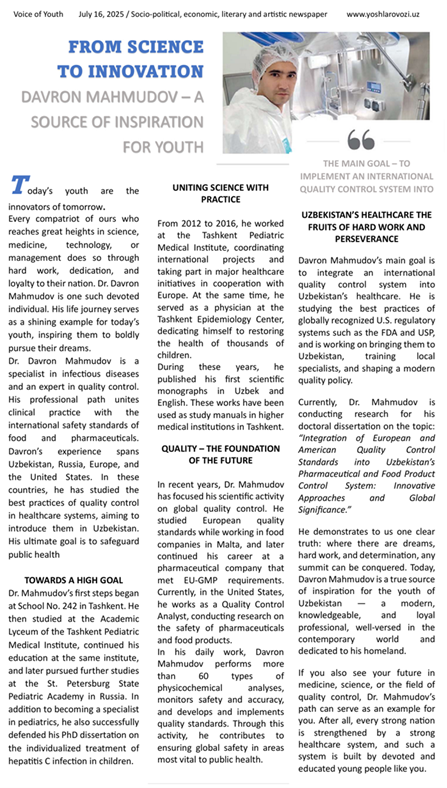 Voice of Youth July 16, 2025 / Socio-political, economic, literary and artistic newspaper www.yoshlarovozi.uz
FROM SCIENCE
TO INNOVATION
DAVRON MAHMUDOV – A
SOURCE OF INSPIRATION
FOR YOUTH
Today's youth are the
innovators of tomorrow.
Every compatriot of ours who
reaches great heights in science,
medicine, technology, or
management does so through
hard work, dedication, and
loyalty to their nation. Dr. Davron
Mahmudov is one such devoted
individual. His life journey serves
as a shining example for today's
youth, inspiring them to boldly
pursue their dreams.
Dr. Davron Mahmudov is a
specialist in infectious diseases
and an expert in quality control.
His professional path unites
clinical practice with the
international safety standards of
food and pharmaceuticals.
Davron's experience spans
Uzbekistan, Russia, Europe, and
the United States. In these
countries, he has studied the
best practices of quality control
in healthcare systems, aiming to
introduce them in Uzbekistan.
His ultimate goal is to safeguard
public health
TOWARDS A HIGH GOAL
Dr. Mahmudov's first steps began
at School No. 242 in Tashkent. He
then studied at the Academic
Lyceum of the Tashkent Pediatric
Medical Institute, continued his
education at the same institute,
and later pursued further studies
at the St. Petersburg State
Pediatric Academy in Russia. In
addition to becoming a specialist
in pediatrics, he also successfully
defended his PhD dissertation on
the individualized treatment of
hepatitis C infection in children.
UNITING SCIENCE WITH
PRACTICE
From 2012 to 2016, he worked
at the Tashkent Pediatric
Medical Institute, coordinating
international projects and
taking part in major healthcare
initiatives in cooperation with
Europe. At the same time, he
served as a physician at the
Tashkent Epidemiology Center,
dedicating himself to restoring
the health of thousands of
children.
During these years, he
published his first scientific
monographs in Uzbek and
English. These works have been
used as study manuals in higher
medical institutions in Tashkent.
QUALITY – THE FOUNDATION
OF THE FUTURE
In recent years, Dr. Mahmudov
has focused his scientific activity
on global quality control. He
studied European quality
standards while working in food
companies in Malta, and later
continued his career at a
pharmaceutical company that
met EU-GMP requirements.
Currently, in the United States,
he works as a Quality Control
Analyst, conducting research on
the safety of pharmaceuticals
and food products.
In his daily work, Davron
Mahmudov performs more
than 60 types of
physicochemical analyses,
monitors safety and accuracy,
and develops and implements
quality standards. Through this
activity, he contributes to
ensuring global safety in areas
most vital to public health.
THE MAIN GOAL – TO
IMPLEMENT AN INTERNATIONAL
QUALITY CONTROL SYSTEM INTO
UZBEKISTAN'S HEALTHCARE THE
FRUITS OF HARD WORK AND
PERSEVERANCE
Davron Mahmudov's main goal is
to integrate an international
quality control system into
Uzbekistan's healthcare. He is
studying the best practices of
globally recognized U.S. regulatory
systems such as the FDA and USP,
and is working on bringing them to
Uzbekistan, training local
specialists, and shaping a modern
quality policy.
Currently, Dr. Mahmudov is
conducting research for his
doctoral dissertation on the topic:
"Integration of European and
American Quality Control
Standards into Uzbekistan's
Pharmaceutical and Food Product
Control System: Innovative
Approaches and Global
Significance."
He demonstrates to us one clear
truth: where there are dreams,
hard work, and determination, any
summit can be conquered. Today,
Davron Mahmudov is a true source
of inspiration for the youth of
Uzbekistan — a modern,
knowledgeable, and loyal
professional, well-versed in the
contemporary world and
dedicated to his homeland.
If you also see your future in
medicine, science, or the field of
quality control, Dr. Mahmudov's
path can serve as an example for
you. After all, every strong nation
is strengthened by a strong
healthcare system, and such a
system is built by devoted and
educated young people like you.